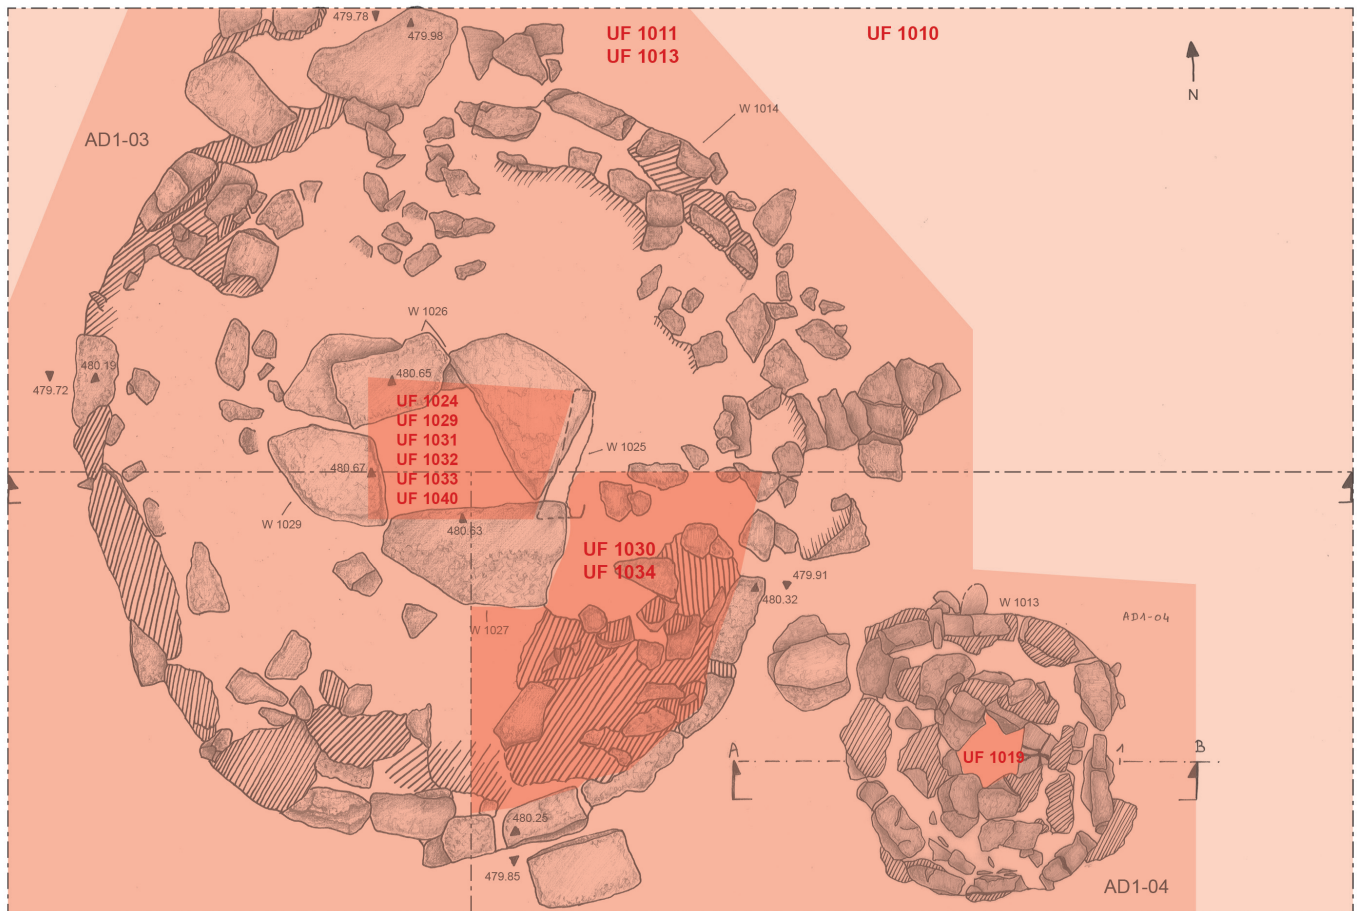 479.78
479.98
UF 1011
UF 1013
UF 1010
N
W 1014
AD1-03
W 1026
480.19
479.72
480.65
UF 1024
UF 1029
UF 1031
UF 1032
UF 1033
UF 1040
W 1025
480.67
W 1029
480.63
UF 1030
UF 1034
479.91
480.32
W 1013
AD1-04
W 1027
A
1
B
UF 1019
480.25
479.85
AD1-04